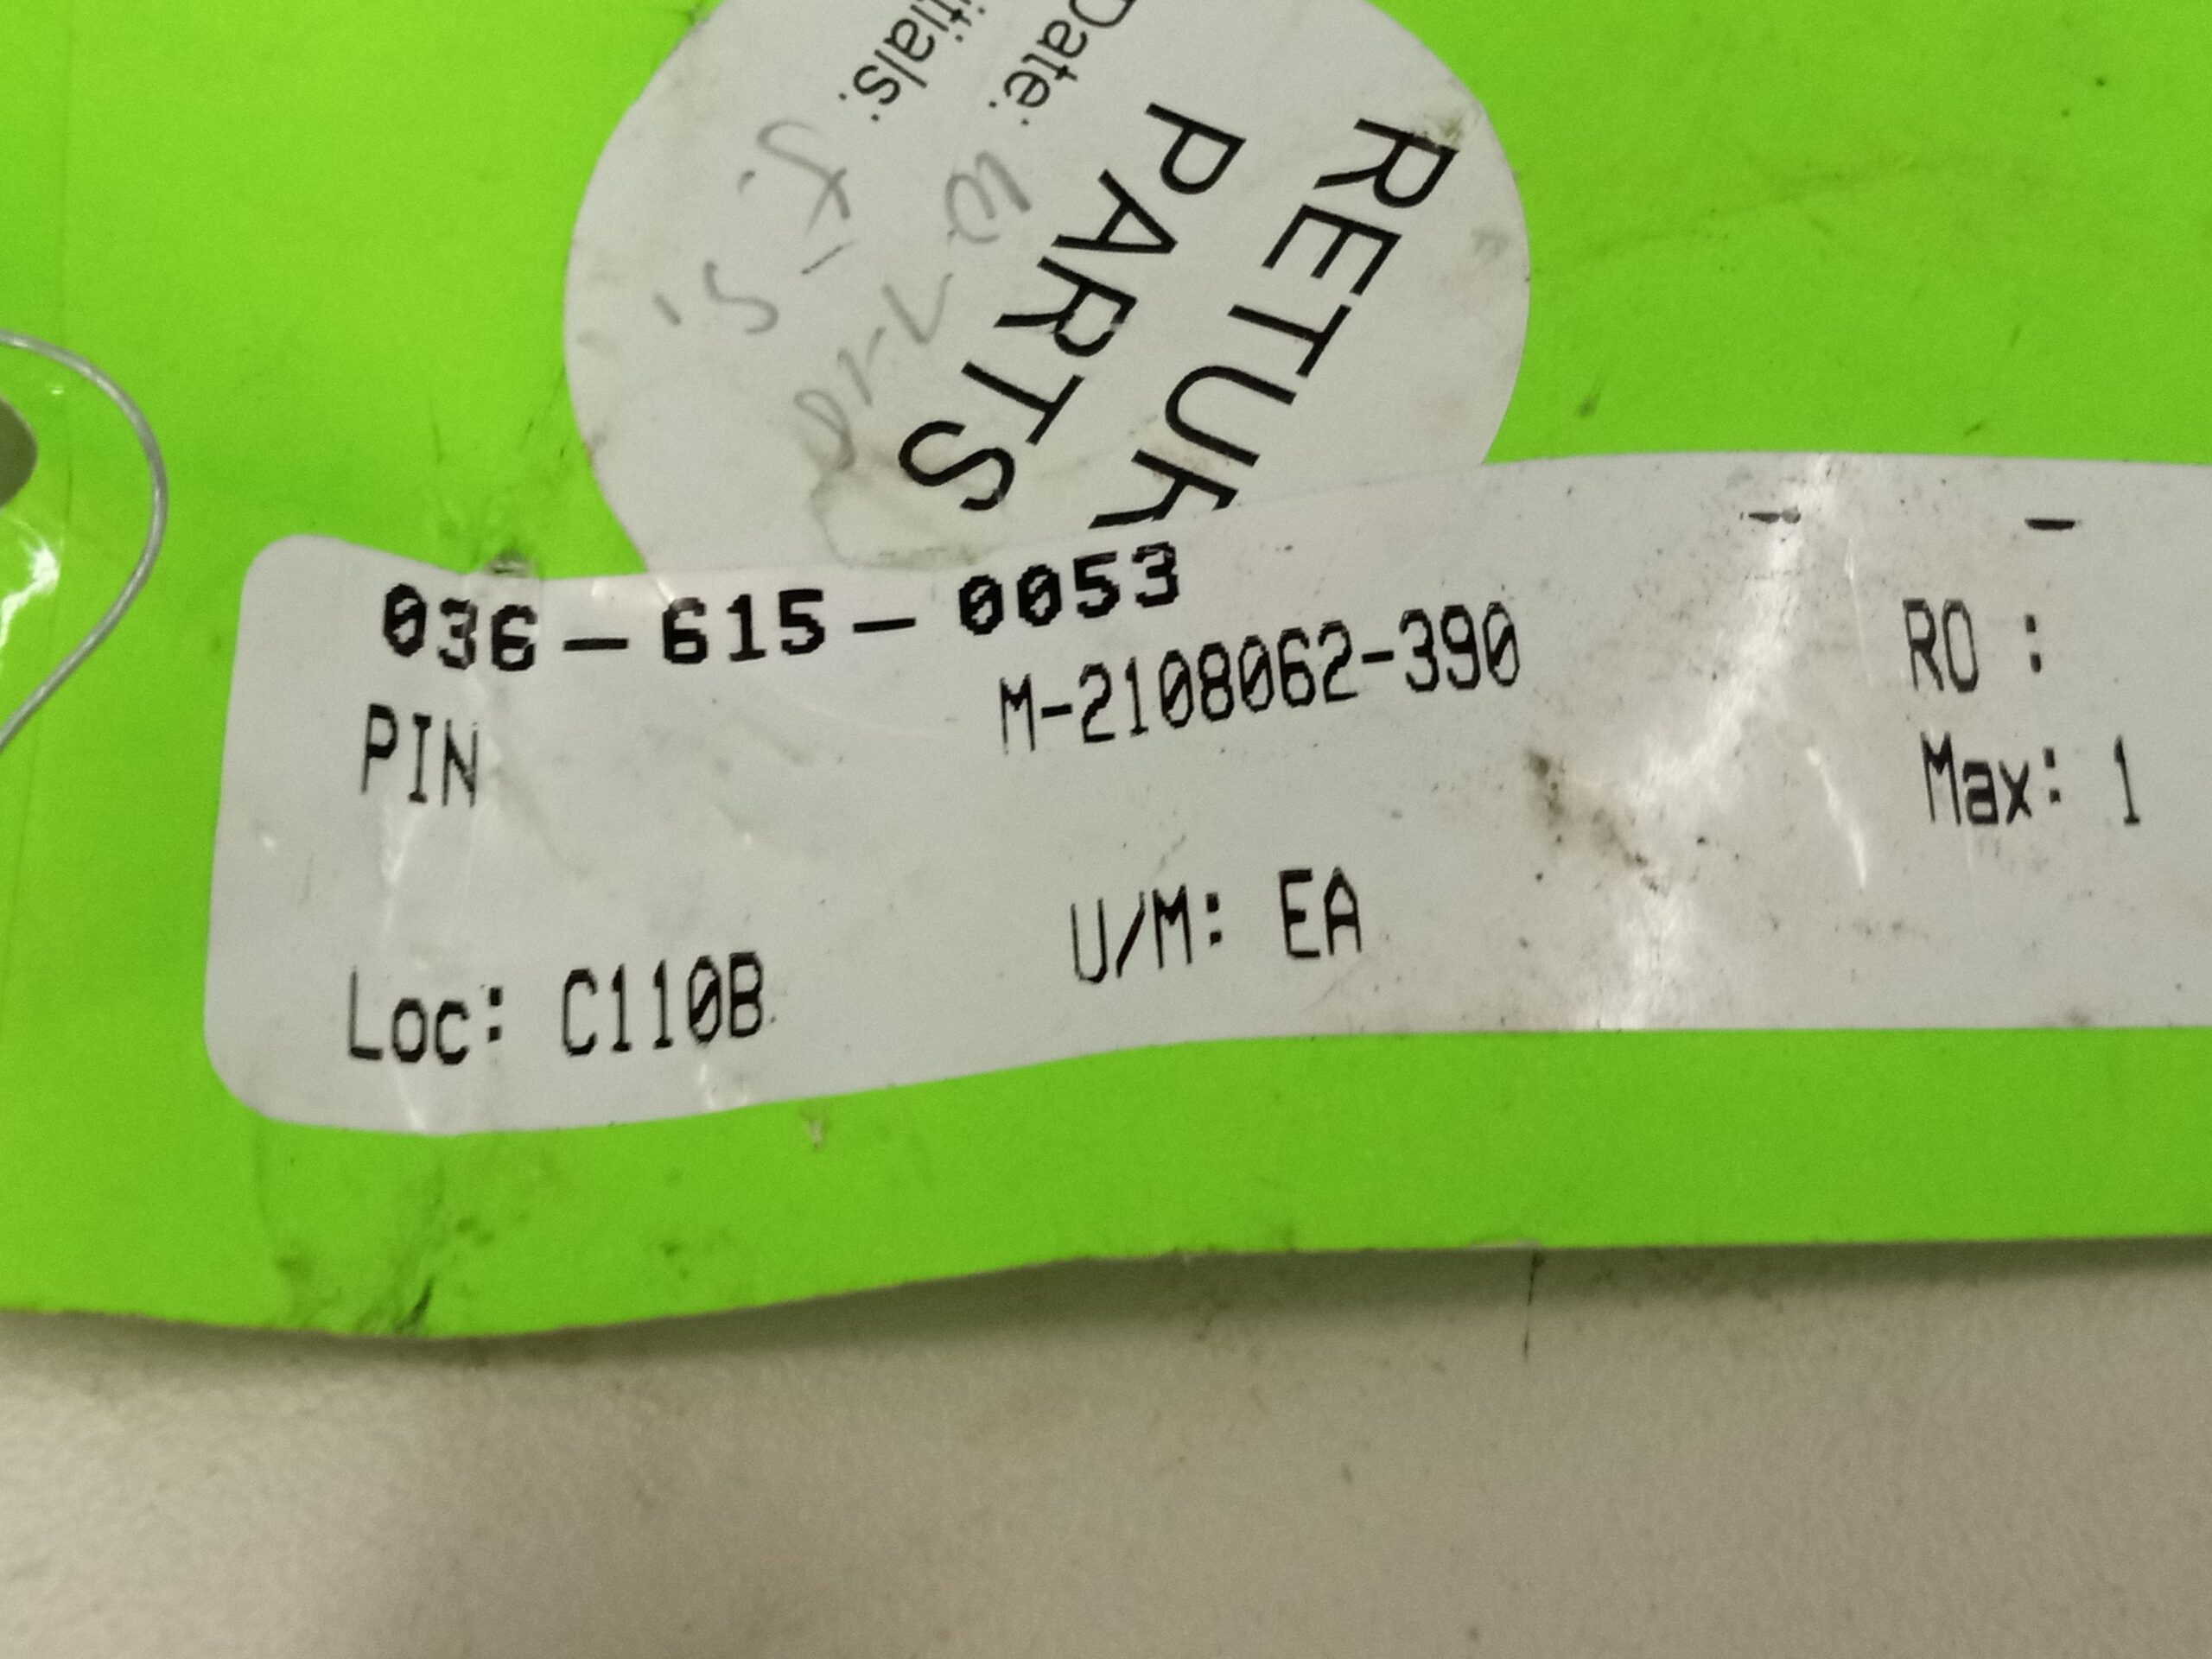 RETUR
PARTS
Date:
itials:
036-615-0053
PIN
M-2108062-390
RO :
Max: 1
Loc: C110B
U/M: EA